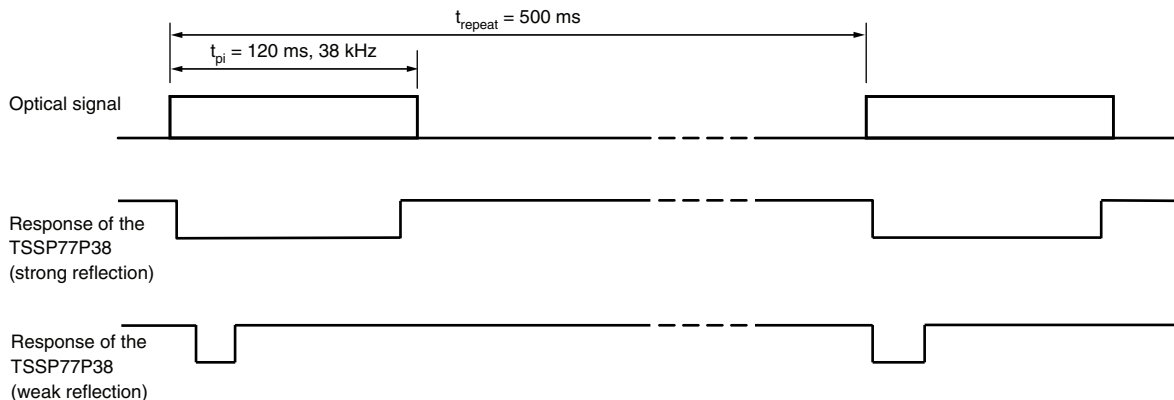 t_repeat = 500 ms
t_pi = 120 ms, 38 kHz
Optical signal
Response of the
TSSP77P38
(strong reflection)
Response of the
TSSP77P38
(weak reflection)